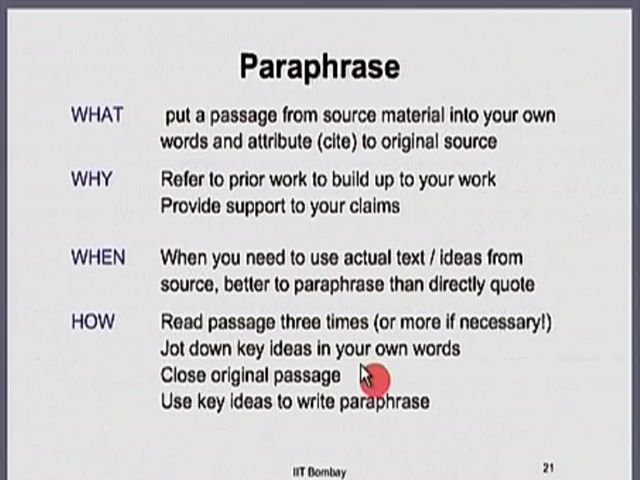 Paraphrase
WHAT put a passage from source material into your own
words and attribute (cite) to original source
WHY Refer to prior work to build up to your work
Provide support to your claims
WHEN When you need to use actual text / ideas from
source, better to paraphrase than directly quote
HOW Read passage three times (or more if necessary!)
Jot down key ideas in your own words
Close original passage
Use key ideas to write paraphrase
IIT Bombay 21